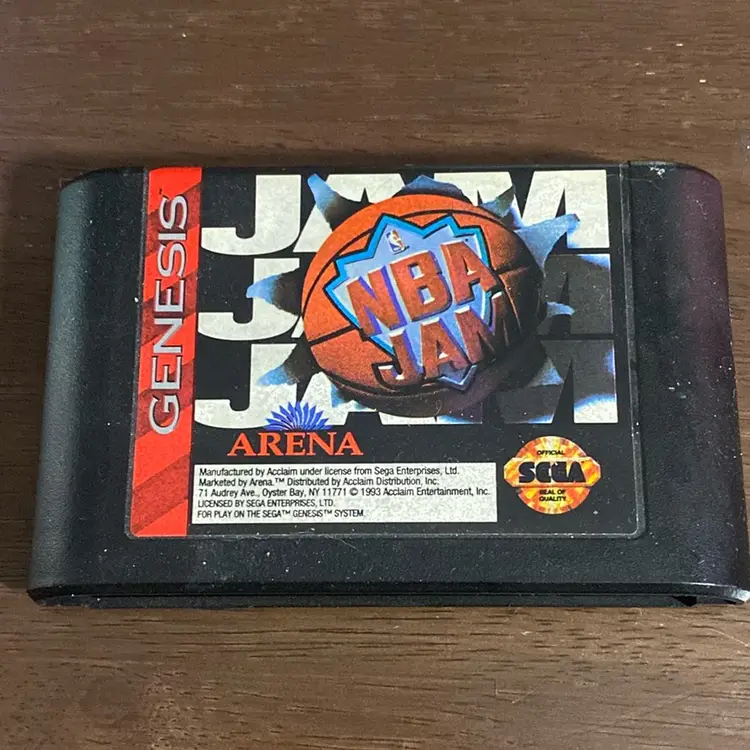 GENESIS
JAM
JAM
JAM
NBA
JAM
ARENA
Manufactured by Acclaim under license from Sega Enterprises, Ltd.
Marketed by Arena.™ Distributed by Acclaim Distribution, Inc.
71 Audrey Ave., Oyster Bay, NY 11771 © 1993 Acclaim Entertainment, Inc.
LICENSED BY SEGA ENTERPRISES, LTD.
FOR PLAY ON THE SEGA™ GENESIS™ SYSTEM.
OFFICIAL
SEGA
SEAL OF
QUALITY